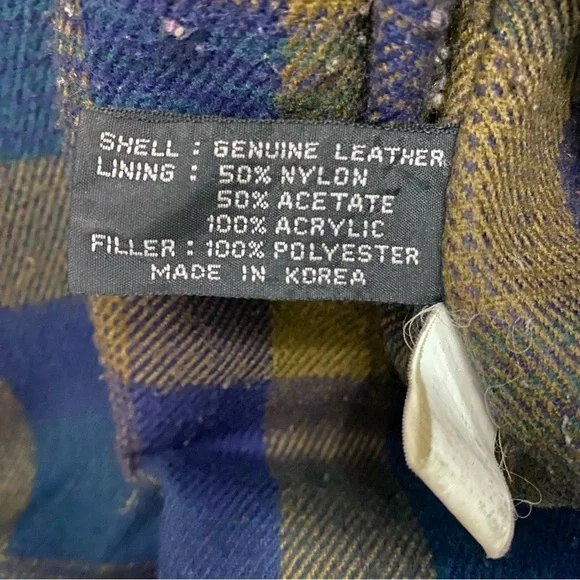 SHELL : GENUINE LEATHER
LINING : 50% NYLON
50% ACETATE
100% ACRYLIC
FILLER : 100% POLYESTER
MADE IN KOREA